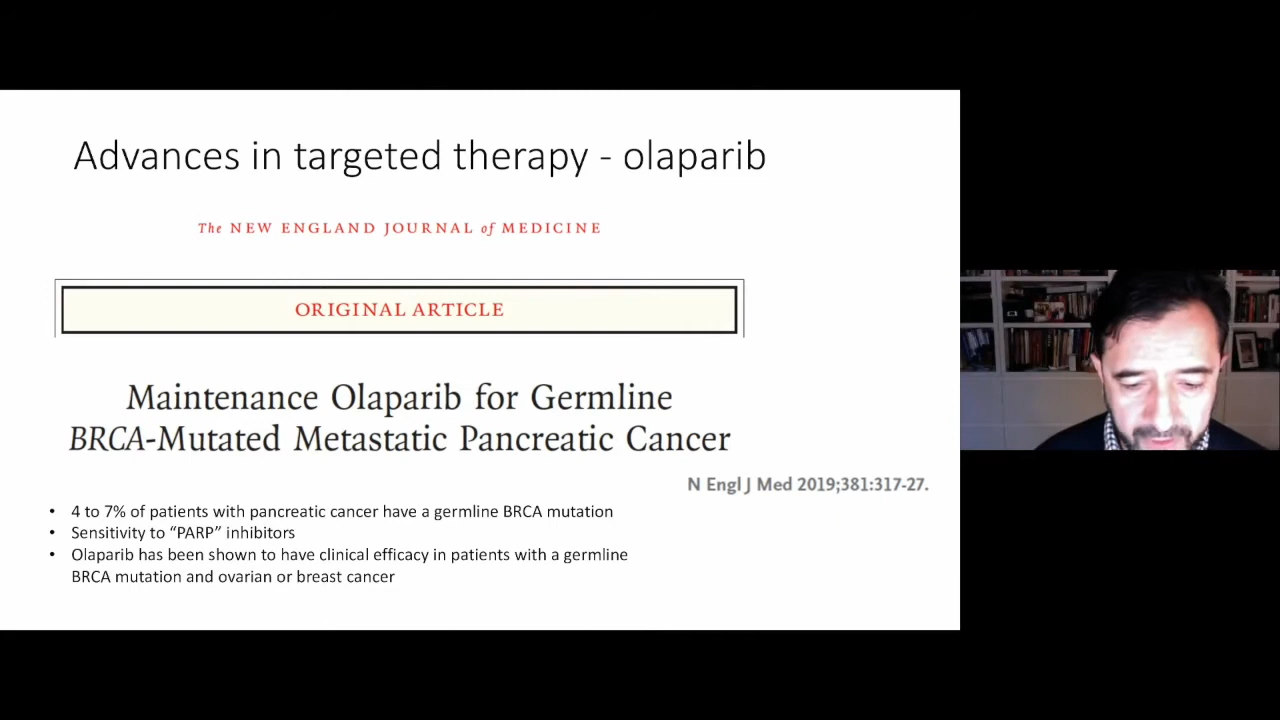 Advances in targeted therapy - olaparib
The NEW ENGLAND JOURNAL of MEDICINE
ORIGINAL ARTICLE
Maintenance Olaparib for Germline
BRCA-Mutated Metastatic Pancreatic Cancer
N Engl J Med 2019;381:317-27.
• 4 to 7% of patients with pancreatic cancer have a germline BRCA mutation
• Sensitivity to “PARP” inhibitors
• Olaparib has been shown to have clinical efficacy in patients with a germline
BRCA mutation and ovarian or breast cancer